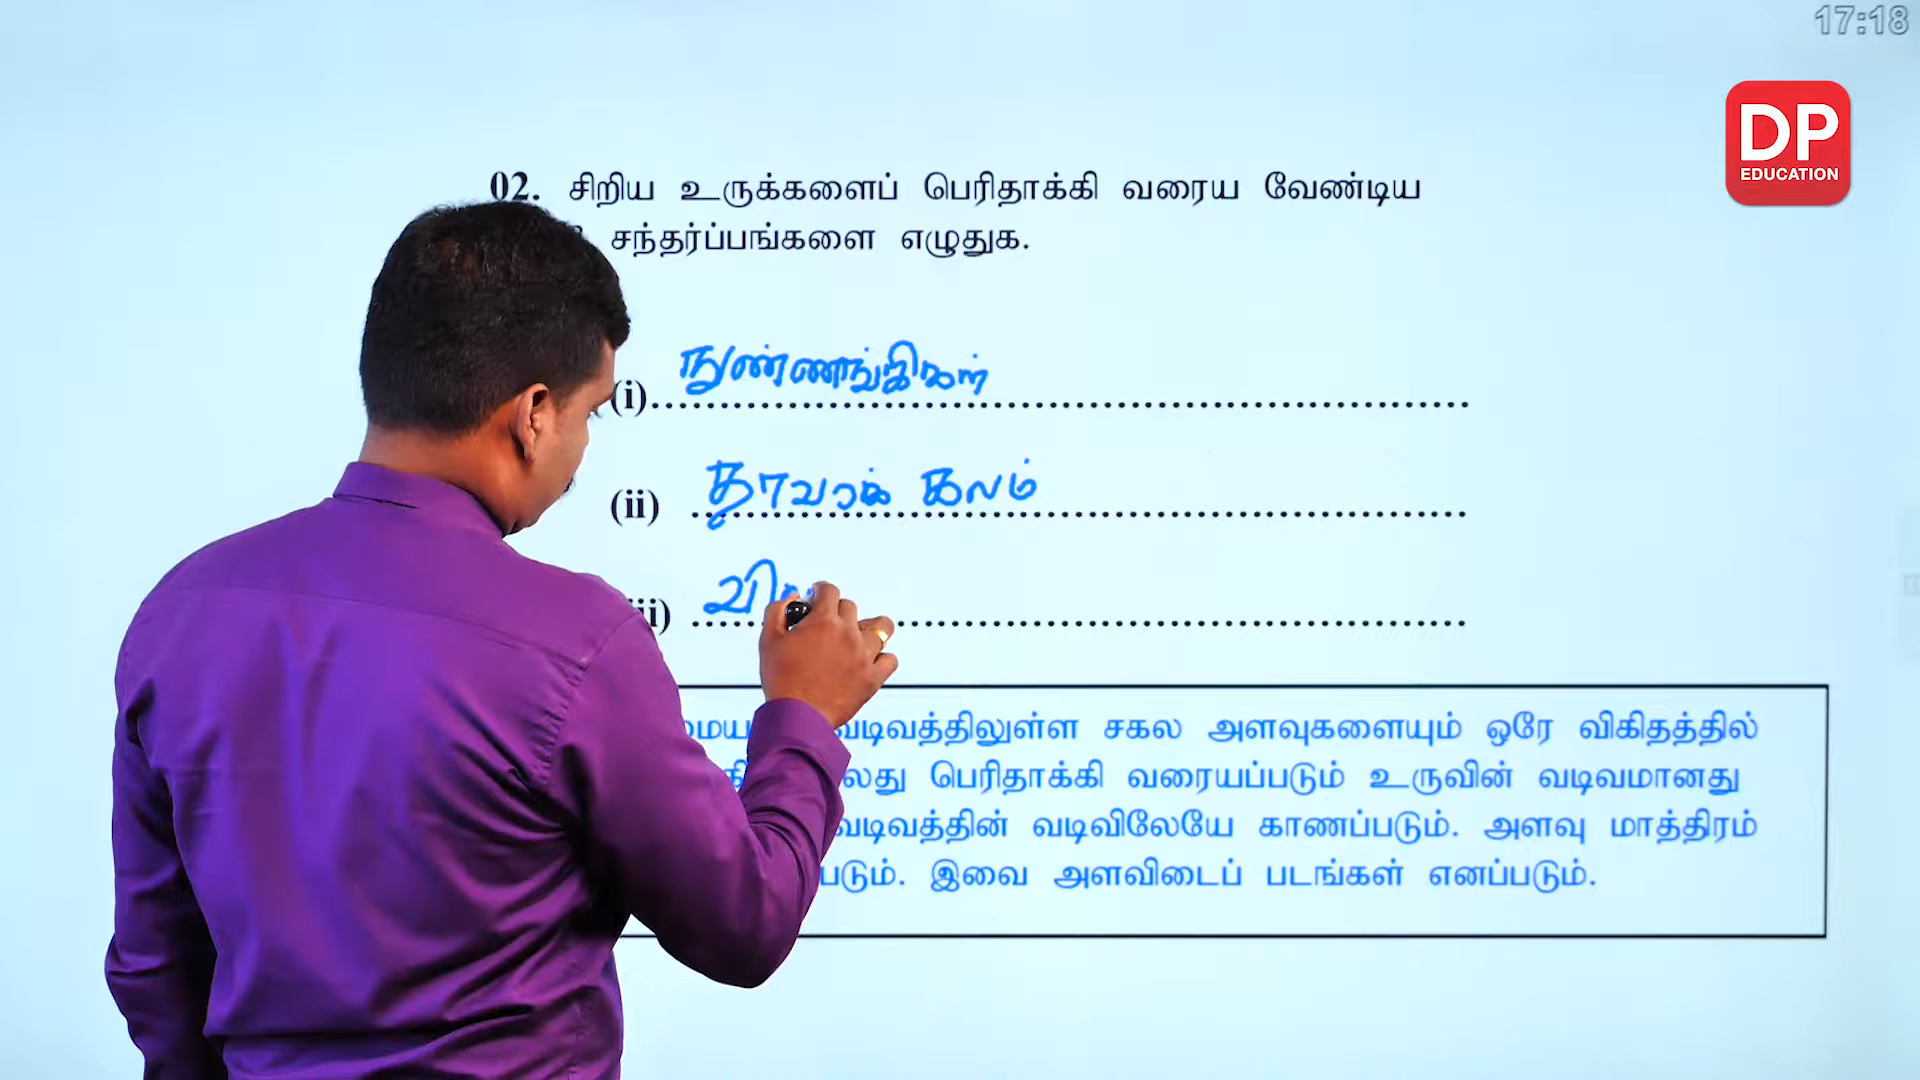 17:18
DP
EDUCATION
02. சிறிய உருக்களைப் பெரிதாக்கி வரைய வேண்டிய
சந்தர்ப்பங்களை எழுதுக.
(i) நுண்ணங்கிகள்
(ii) தாவரக் கலம்
வில
வடிவத்திலுள்ள சகல அளவுகளையும் ஒரே விகிதத்தில்
பெரிதாக்கி வரையப்படும் உருவின் வடிவமானது
வடிவத்தின் வடிவிலேயே காணப்படும். அளவு மாத்திரம்
படும். இவை அளவிடைப் படங்கள் எனப்படும்.